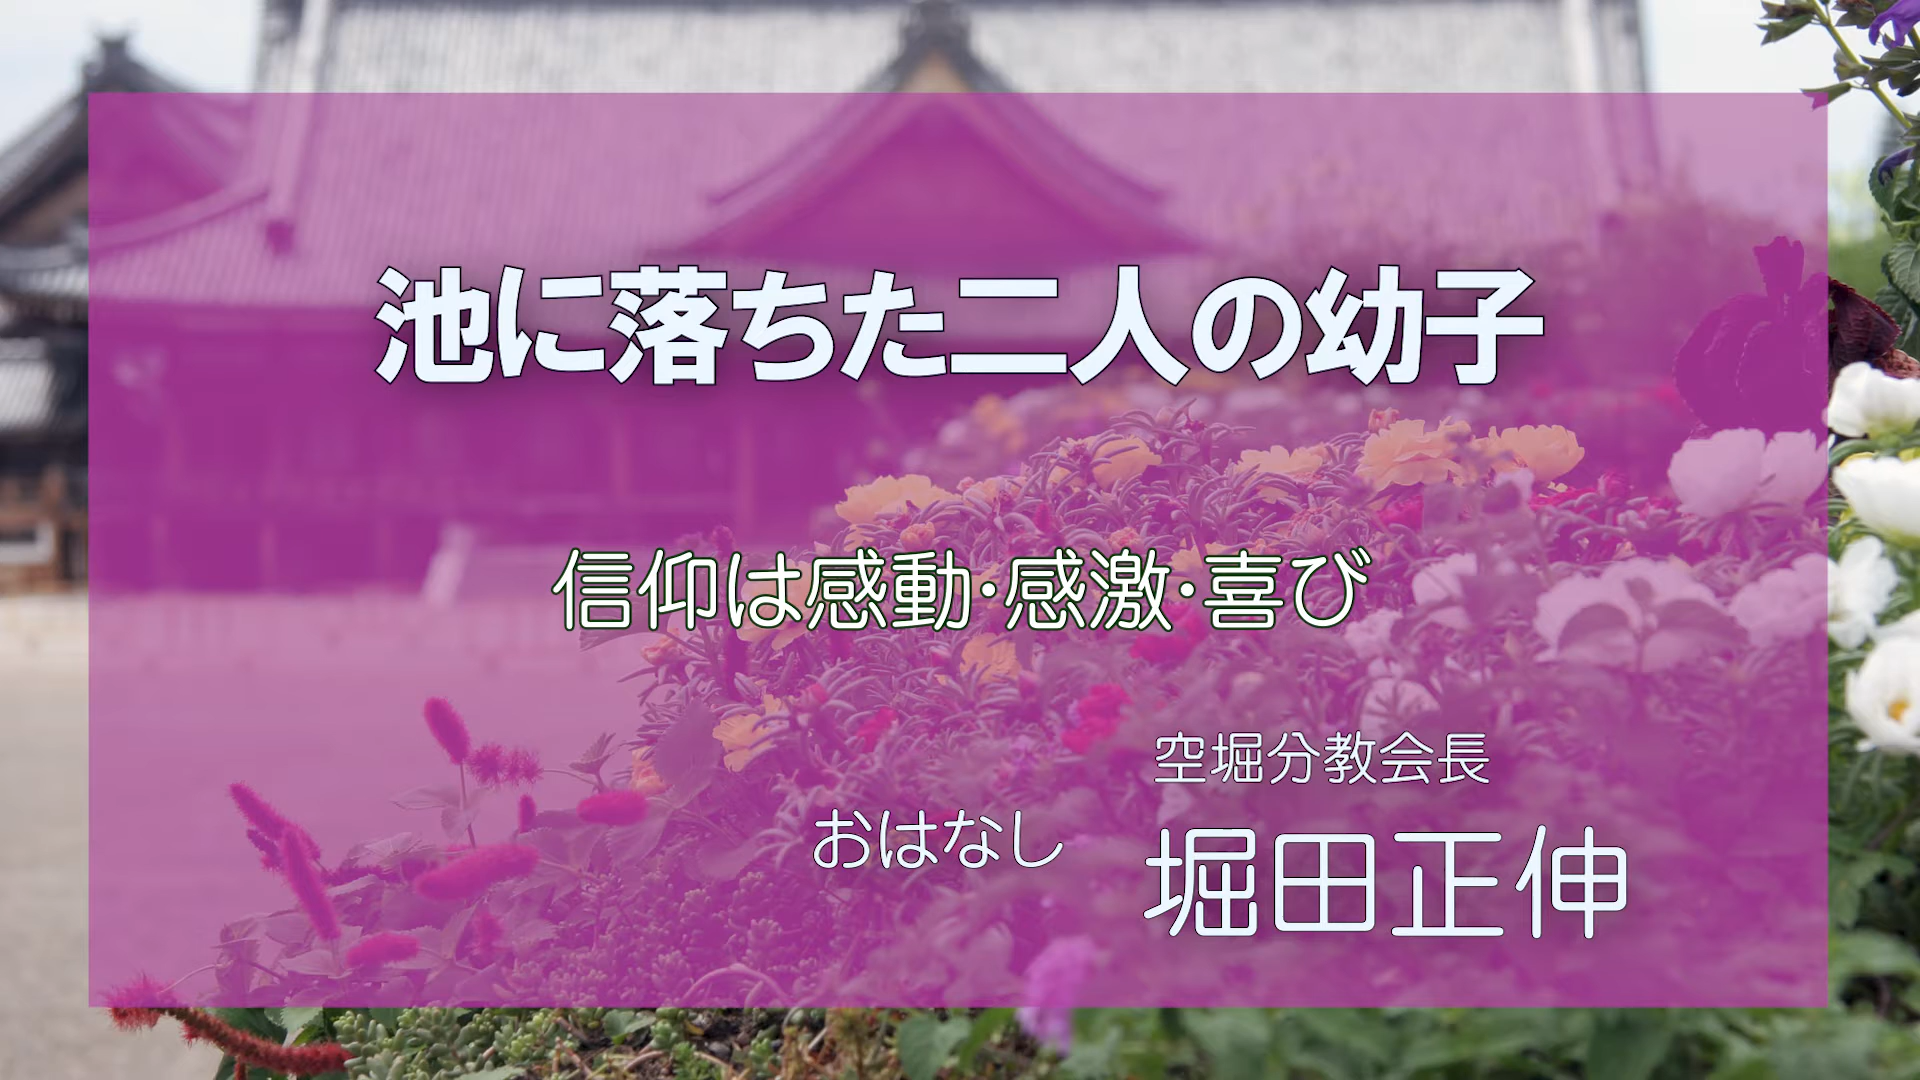 池に落ちた二人の幼子
信仰は感動・感激・喜び
空堀分教会長
おはなし 堀田正伸